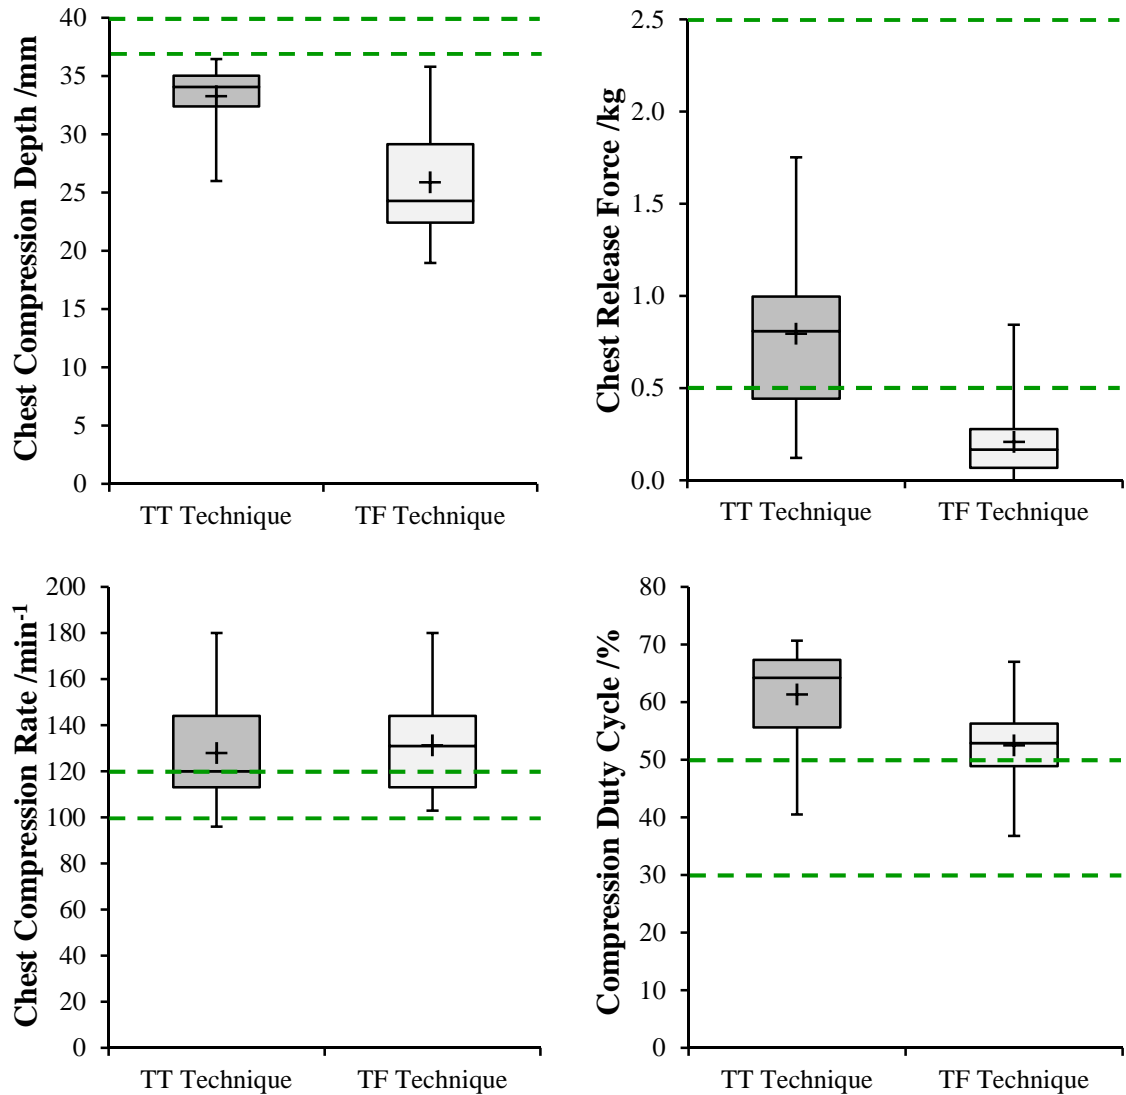 Chest Compression Depth /mm
40
35
30
25
20
15
10
5
0
TT Technique
TF Technique
Chest Release Force /kg
2.5
2.0
1.5
1.0
0.5
0.0
TT Technique
TF Technique
Chest Compression Rate /min⁻¹
200
180
160
140
120
100
80
60
40
20
0
TT Technique
TF Technique
Compression Duty Cycle /%
80
70
60
50
40
30
20
10
0
TT Technique
TF Technique